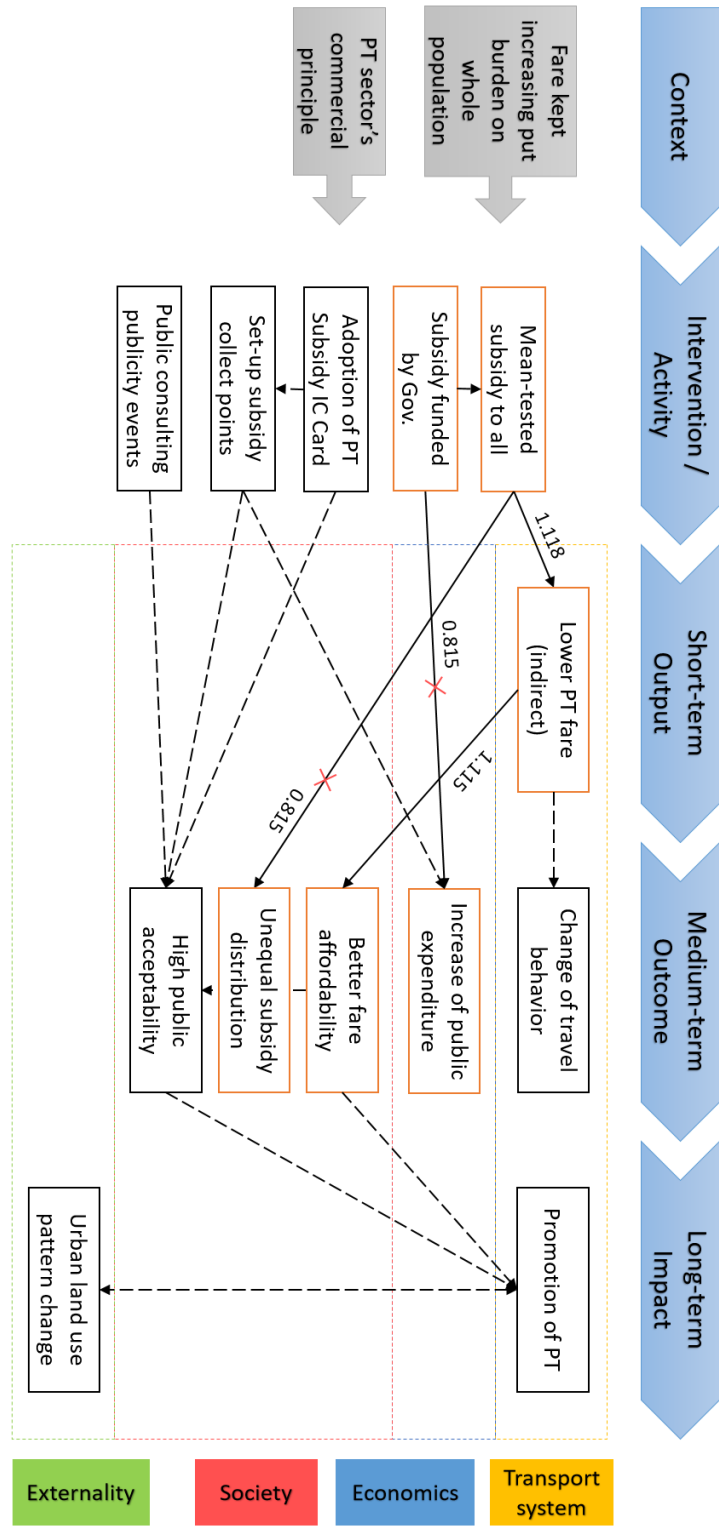 Context
Intervention /
Activity
Short-term
Output
Medium-term
Outcome
Long-term
Impact
Fare kept
increasing put
burden on
whole
population
PT sector's
commercial
principle
Mean-tested
subsidy to all
Subsidy funded
by Gov.
Adoption of PT
Subsidy IC Card
Set-up subsidy
collect points
Public consulting
publicity events
1.118
0.815
1.115
0.815
Lower PT fare
(indirect)
Change of travel
behavior
Increase of public
expenditure
Better fare
affordability
Unequal subsidy
distribution
High public
acceptability
Promotion of PT
Urban land use
pattern change
Externality
Society
Economics
Transport
system